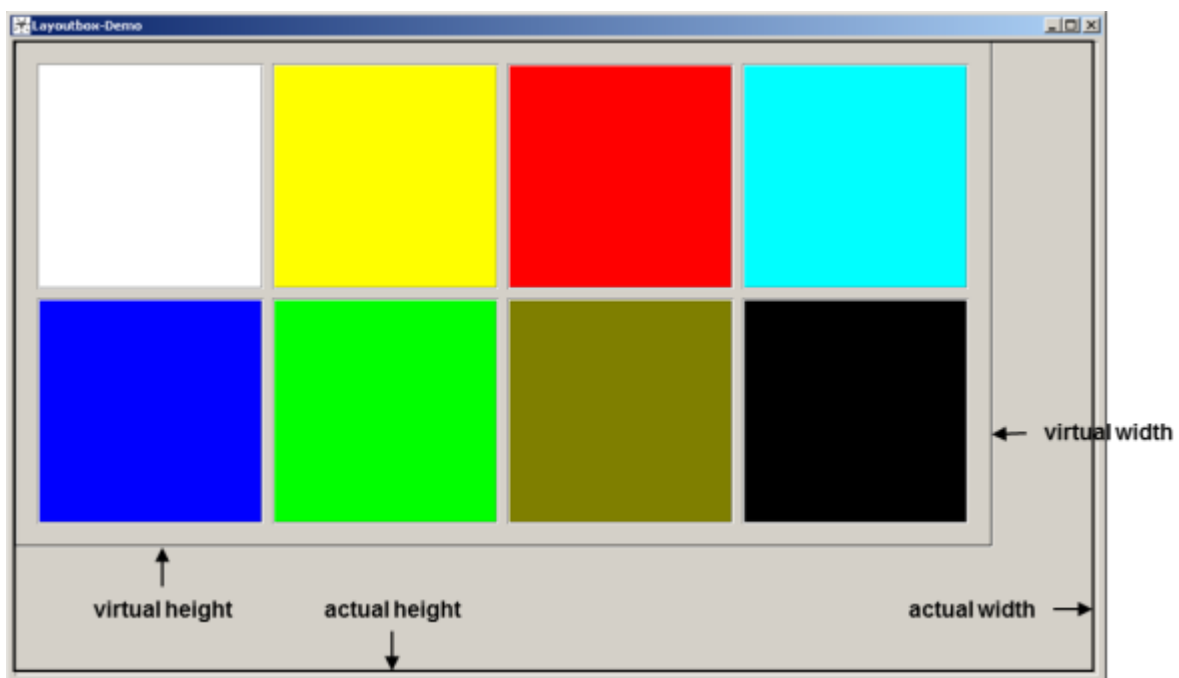 Layoutbox-Demo
virtual width
virtual height
actual height
actual width